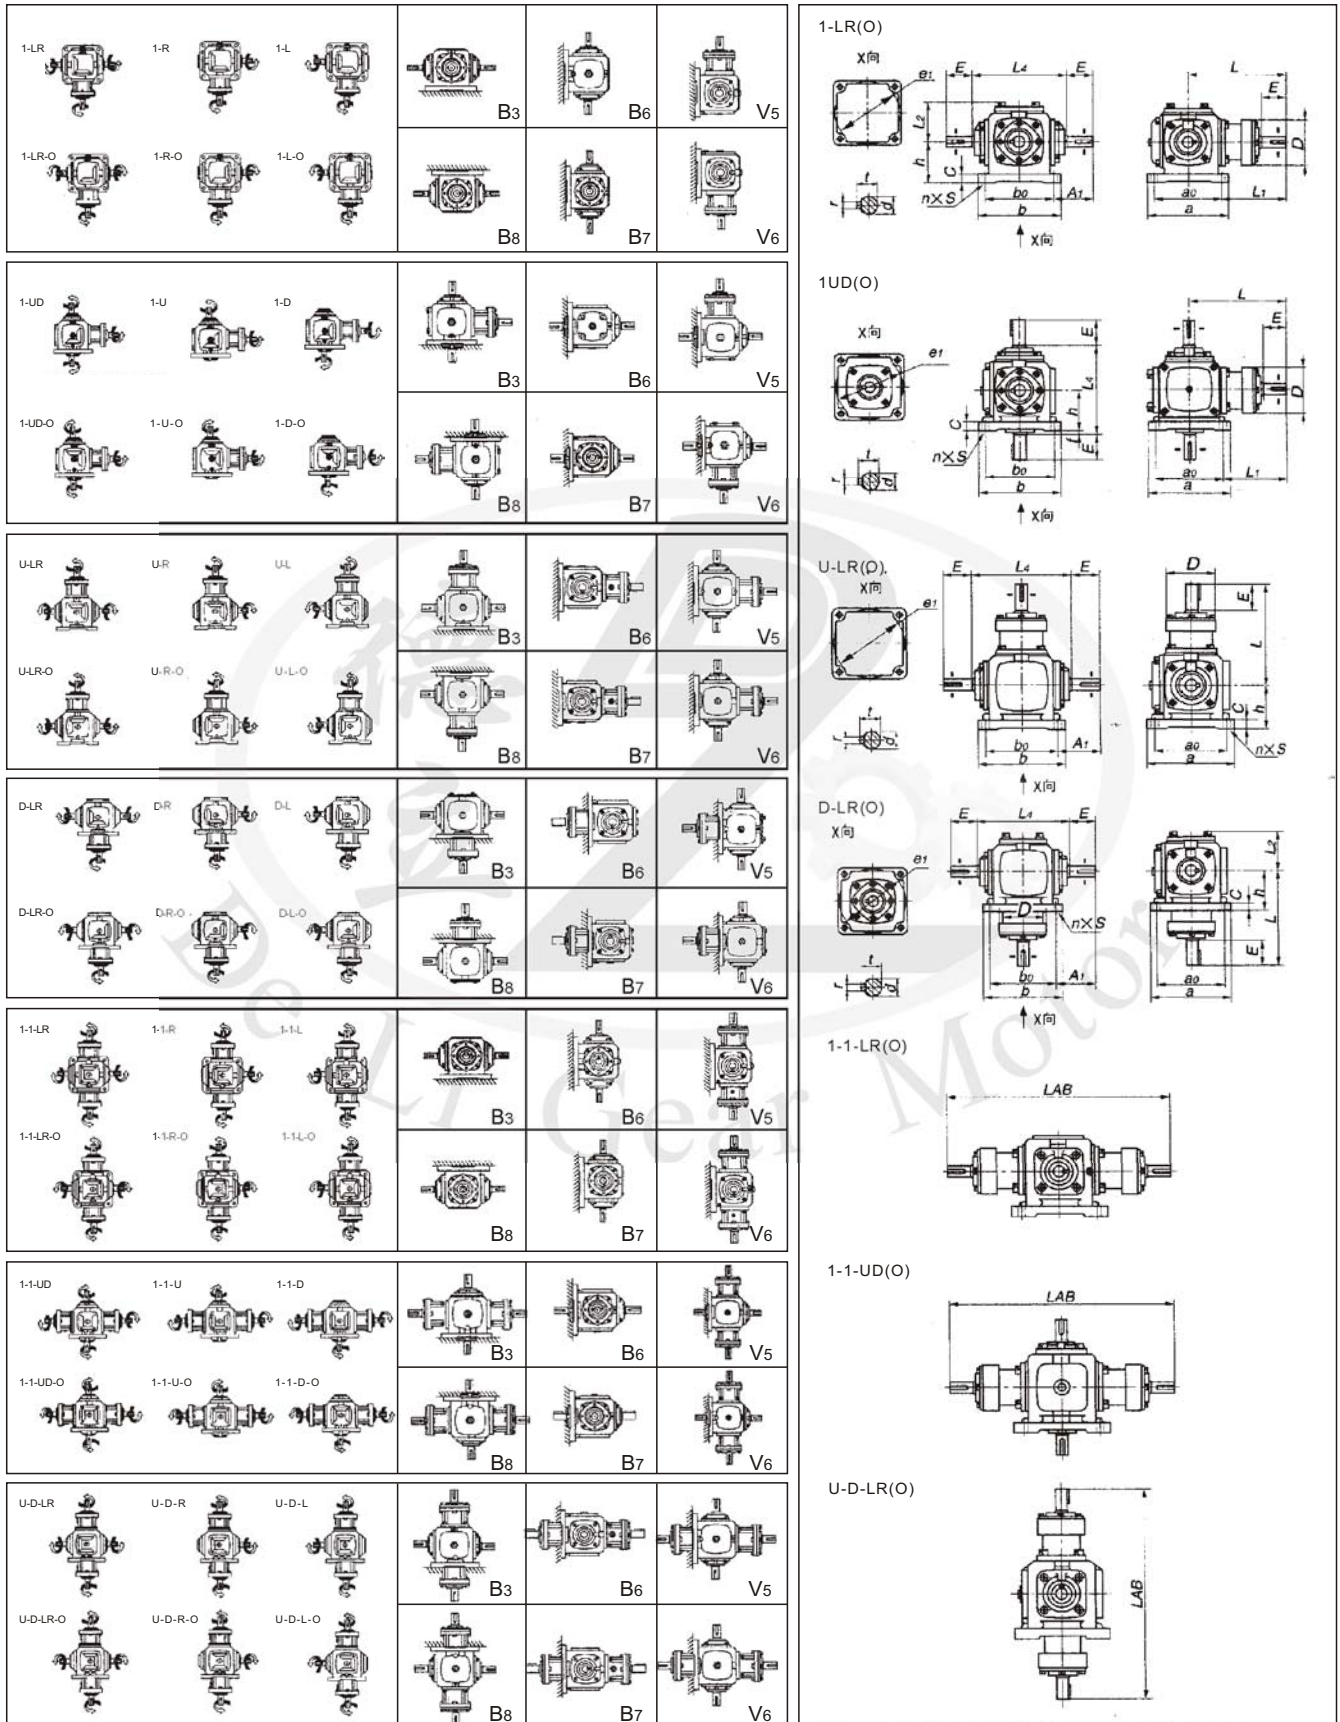 1-LR 1-R 1-L
B3 B6 V5
1-LR-O 1-R-O 1-L-O
B8 B7 V6
1-UD 1-U 1-D
B3 B6 V5
1-UD-O 1-U-O 1-D-O
B8 B7 V6
U-LR U-R U-L
B3 B6 V5
U-LR-O U-R-O U-L-O
B8 B7 V6
D-LR D-R D-L
B3 B6 V5
D-LR-O D-R-O D-L-O
B8 B7 V6
1-1-LR 1-1-R 1-1-L
B3 B6 V5
1-1-LR-O 1-1-R-O 1-1-L-O
B8 B7 V6
1-1-UD 1-1-U 1-1-D
B3 B6 V5
1-1-UD-O 1-1-U-O 1-1-D-O
B8 B7 V6
U-D-LR U-D-R U-D-L
B3 B6 V5
U-D-LR-O U-D-R-O U-D-L-O
B8 B7 V6
1-LR(O)
X向
e1
E L4 E
L
E
L2
h
C
D
t
r
d
n×S
b0 A1
b
a0 L1
a
X向
1UD(O)
X向
e1
L
E
E
L4
h
C
L
E
D
n×S
t
r
d
b0
b
a0 L1
a
X向
U-LR(O)
X向
e1
E L4 E
D
E
L
C
h
t
r
d
b0 A1
b
a0
a
n×S
X向
D-LR(O)
X向
e1
E L4 E
L2
C
h
L
E
D
n×S
t
r
d
b0 A1
b
a0
a
X向
1-1-LR(O)
LAB
1-1-UD(O)
LAB
U-D-LR(O)
LAB
德立
De Li Gear Motor